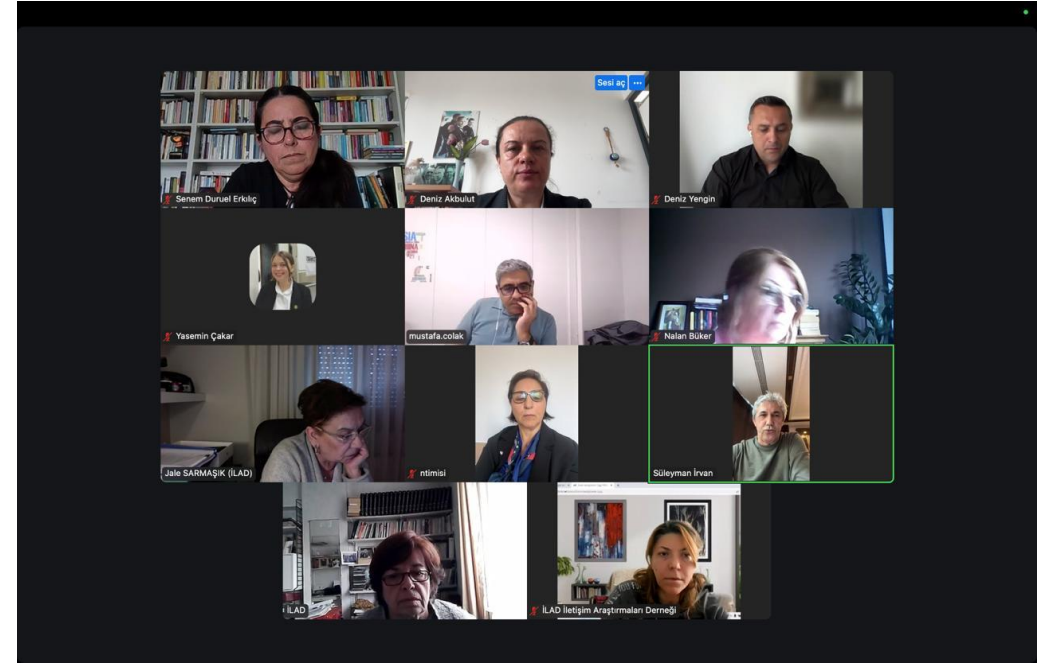 Sesi aç
Senem Duruel Erkılıç
Deniz Akbulut
Deniz Yengin
Yasemin Çakar
mustafa.colak
Nalan Büker
Jale SARMAŞIK (İLAD)
ntimisi
Süleyman İrvan
İLAD
İLAD İletişim Araştırmaları Derneği